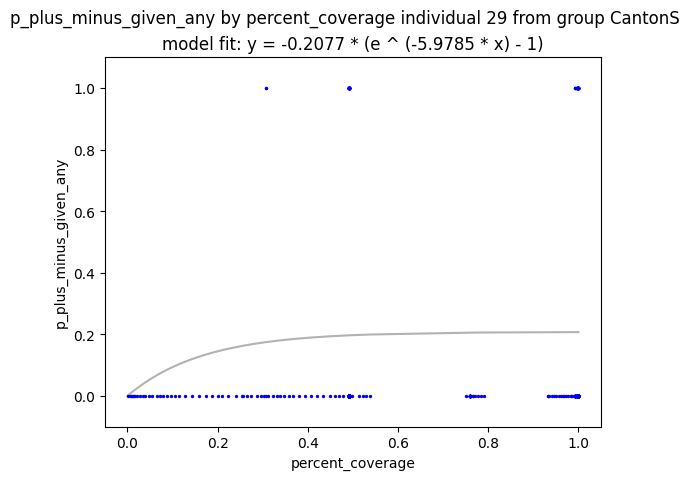 p_plus_minus_given_any by percent_coverage individual 29 from group CantonS
model fit: y = -0.2077 * (e ^ (-5.9785 * x) - 1)
1.0
0.8
0.6
0.4
0.2
0.0
p_plus_minus_given_any
0.0 0.2 0.4 0.6 0.8 1.0
percent_coverage